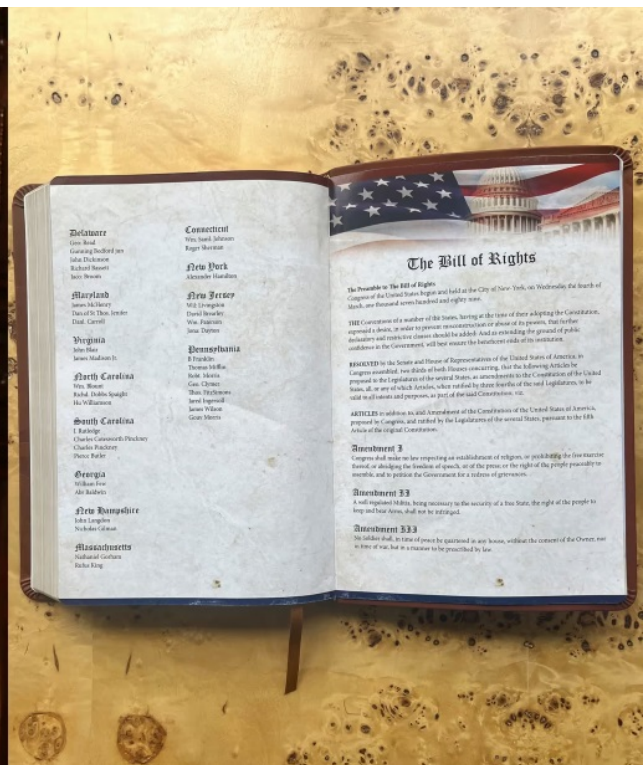 Delaware
Geo: Read
Gunning Bedford jun
John Dickinson
Richard Bassett
Jaco: Broom
Maryland
James McHenry
Dan of St Thos. Jenifer
Danl. Carroll
Virginia
John Blair
James Madison Jr.
North Carolina
Wm. Blount
Richd. Dobbs Spaight
Hu Williamson
South Carolina
J. Rutledge
Charles Cotesworth Pinckney
Charles Pinckney
Pierce Butler
Georgia
William Few
Abr Baldwin
New Hampshire
John Langdon
Nicholas Gilman
Massachusetts
Nathaniel Gorham
Rufus King
Connecticut
Wm. Saml. Johnson
Roger Sherman
New York
Alexander Hamilton
New Jersey
Wil: Livingston
David Brearley
Wm. Paterson
Jona: Dayton
Pennsylvania
B Franklin
Thomas Mifflin
Robt. Morris
Geo. Clymer
Thos. FitzSimons
Jared Ingersoll
James Wilson
Gouv Morris
The Bill of Rights
The Preamble to The Bill of Rights
Congress of the United States begun and held at the City of New-York, on Wednesday the fourth of
March, one thousand seven hundred and eighty nine.
THE Conventions of a number of the States, having at the time of their adopting the Constitution,
expressed a desire, in order to prevent misconstruction or abuse of its powers, that further
declaratory and restrictive clauses should be added: And as extending the ground of public
confidence in the Government, will best ensure the beneficent ends of its institution.
RESOLVED by the Senate and House of Representatives of the United States of America, in
Congress assembled, two thirds of both Houses concurring, that the following Articles be
proposed to the Legislatures of the several States, as amendments to the Constitution of the United
States, all, or any of which Articles, when ratified by three fourths of the said Legislatures, to be
valid to all intents and purposes, as part of the said Constitution; viz.
ARTICLES in addition to, and Amendment of the Constitution of the United States of America,
proposed by Congress, and ratified by the Legislatures of the several States, pursuant to the fifth
Article of the original Constitution.
Amendment I
Congress shall make no law respecting an establishment of religion, or prohibiting the free exercise
thereof; or abridging the freedom of speech, or of the press; or the right of the people peaceably to
assemble, and to petition the Government for a redress of grievances.
Amendment II
A well regulated Militia, being necessary to the security of a free State, the right of the people to
keep and bear Arms, shall not be infringed.
Amendment III
No Soldier shall, in time of peace be quartered in any house, without the consent of the Owner, nor
in time of war, but in a manner to be prescribed by law.